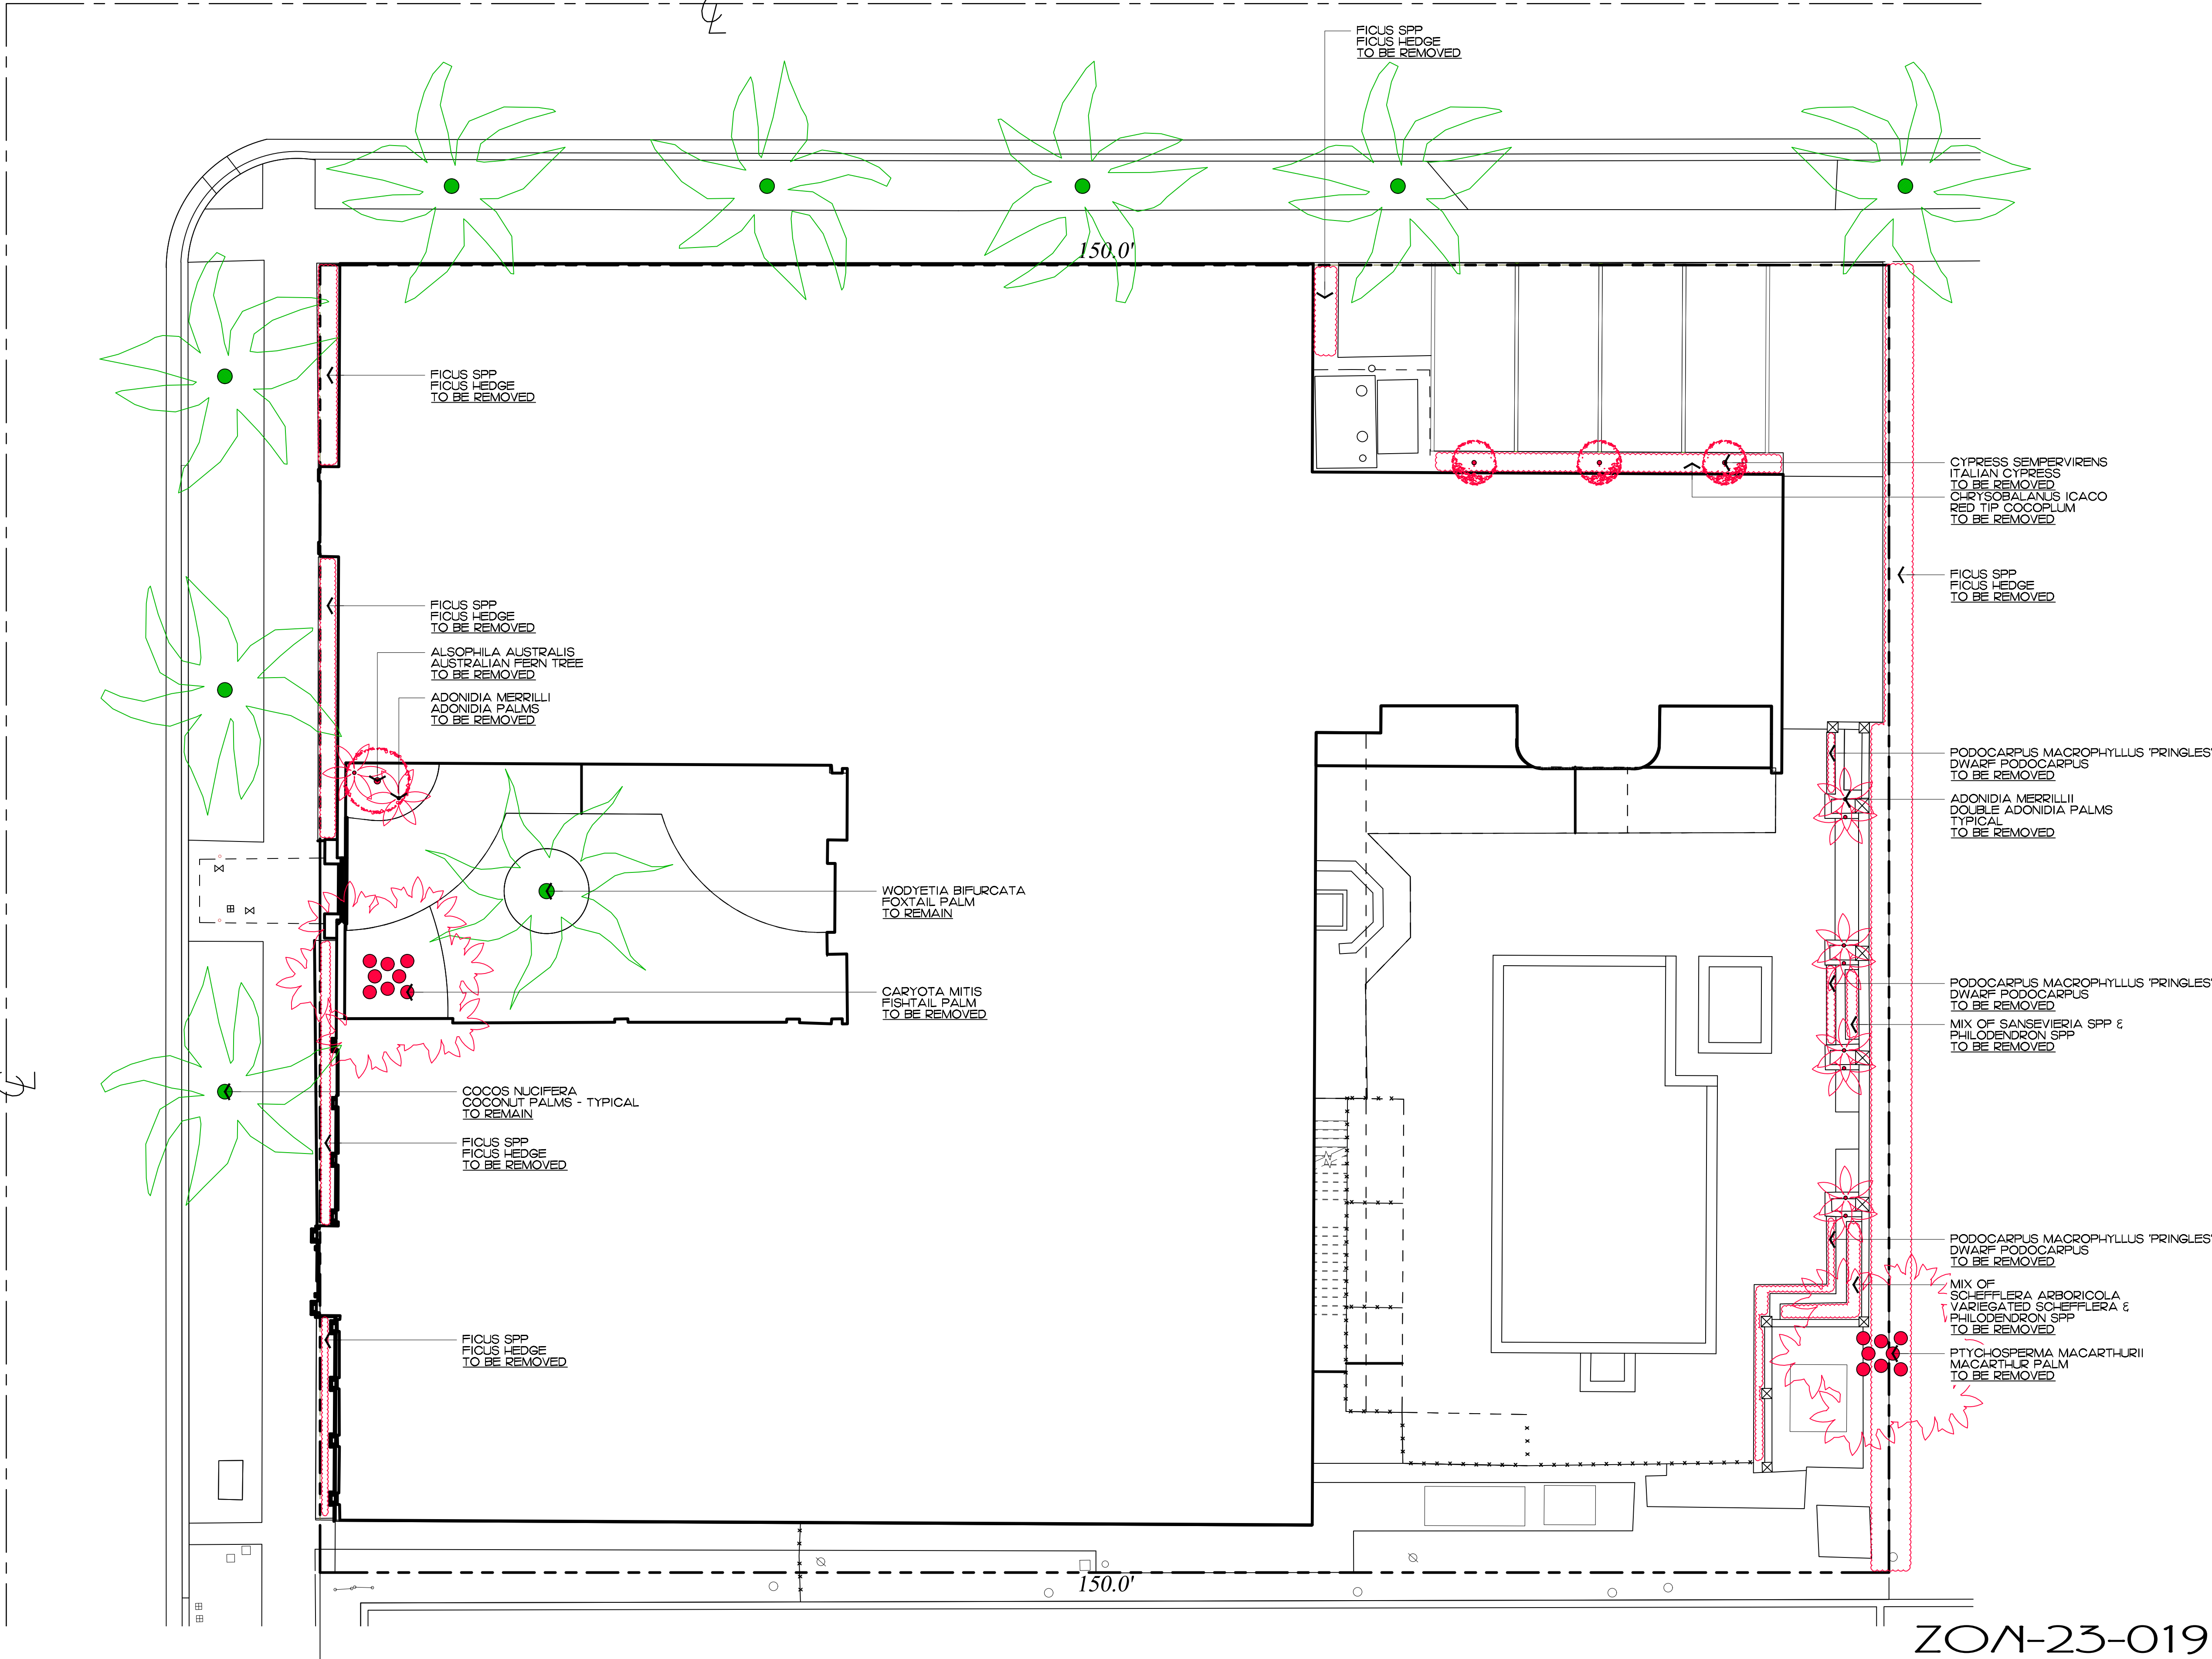 FICUS SPP
FICUS HEDGE
TO BE REMOVED
150.0'
FICUS SPP
FICUS HEDGE
TO BE REMOVED
CYPRESS SEMPERVIRENS
ITALIAN CYPRESS
TO BE REMOVED
CHRYSOBALANUS ICACO
RED TIP COCOPLUM
TO BE REMOVED
FICUS SPP
FICUS HEDGE
TO BE REMOVED
FICUS SPP
FICUS HEDGE
TO BE REMOVED
ALSOPHILA AUSTRALIS
AUSTRALIAN FERN TREE
TO BE REMOVED
ADONIDIA MERRILLI
ADONIDIA PALMS
TO BE REMOVED
PODOCARPUS MACROPHYLLUS 'PRINGLES'
DWARF PODOCARPUS
TO BE REMOVED
ADONIDIA MERRILLII
DOUBLE ADONIDIA PALMS
TYPICAL
TO BE REMOVED
WODYETIA BIFURCATA
FOXTAIL PALM
TO REMAIN
CARYOTA MITIS
FISHTAIL PALM
TO BE REMOVED
PODOCARPUS MACROPHYLLUS 'PRINGLES'
DWARF PODOCARPUS
TO BE REMOVED
MIX OF SANSEVIERIA SPP &
PHILODENDRON SPP
TO BE REMOVED
COCOS NUCIFERA
COCONUT PALMS - TYPICAL
TO REMAIN
FICUS SPP
FICUS HEDGE
TO BE REMOVED
PODOCARPUS MACROPHYLLUS 'PRINGLES'
DWARF PODOCARPUS
TO BE REMOVED
MIX OF
SCHEFFLERA ARBORICOLA
VARIEGATED SCHEFFLERA &
PHILODENDRON SPP
TO BE REMOVED
FICUS SPP
FICUS HEDGE
TO BE REMOVED
PTYCHOSPERMA MACARTHURII
MACARTHUR PALM
TO BE REMOVED
150.0'
ZON-23-019